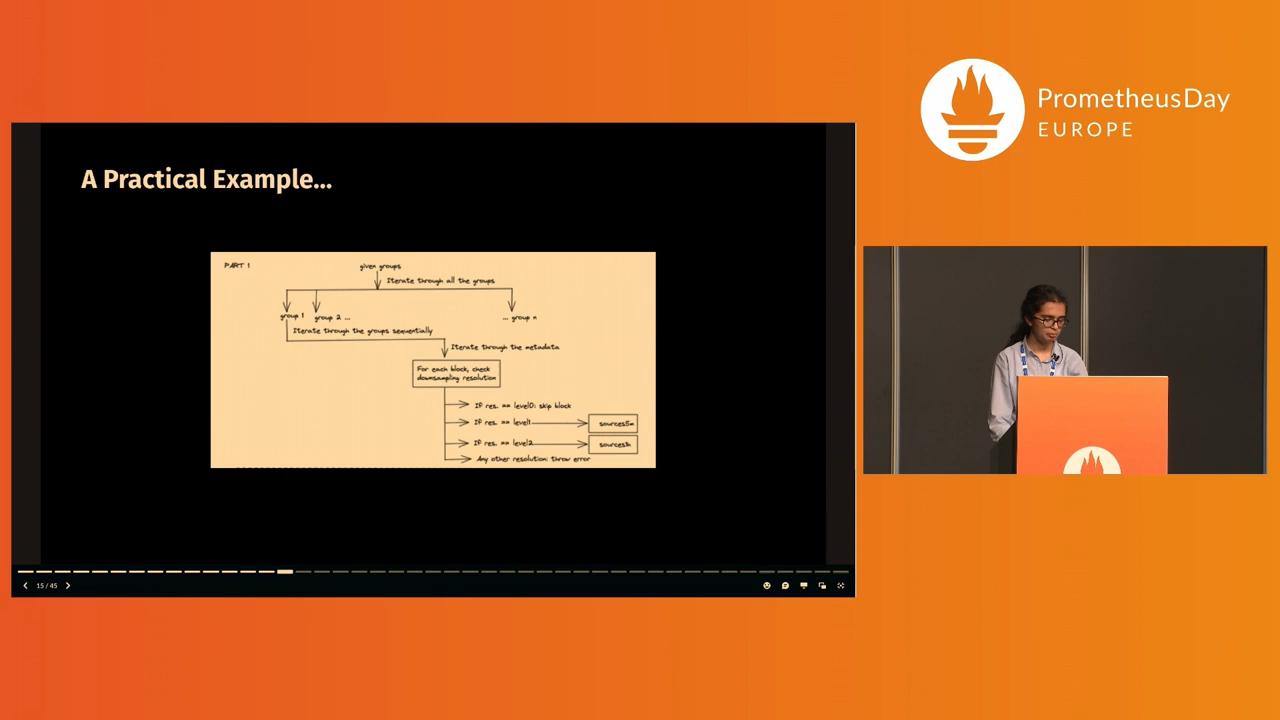 PrometheusDay
EUROPE
A Practical Example...
PART 1
given groups
Iterate through all the groups
group 1
group 2 ...
... group n
Iterate through the groups sequentially
Iterate through the metadata
For each block, check
downsampling resolution
If res. == level0: skip block
If res. == level1
sources5m
If res. == level2
sources1h
Any other resolution: throw error
15 / 45